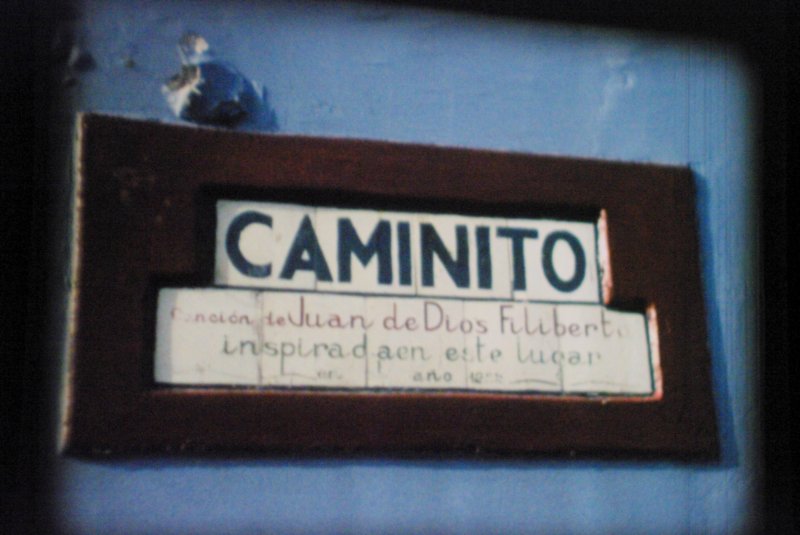 CAMINITO
Canción de Juan de Dios Filiberto
inspirada en este lugar
año